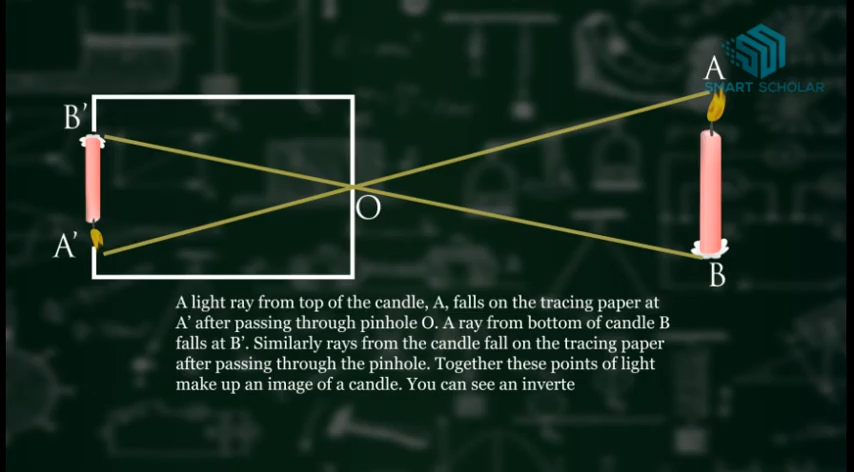 A
SMART SCHOLAR
B’
O
A’
B
A light ray from top of the candle, A, falls on the tracing paper at
A’ after passing through pinhole O. A ray from bottom of candle B
falls at B’. Similarly rays from the candle fall on the tracing paper
after passing through the pinhole. Together these points of light
make up an image of a candle. You can see an inverte